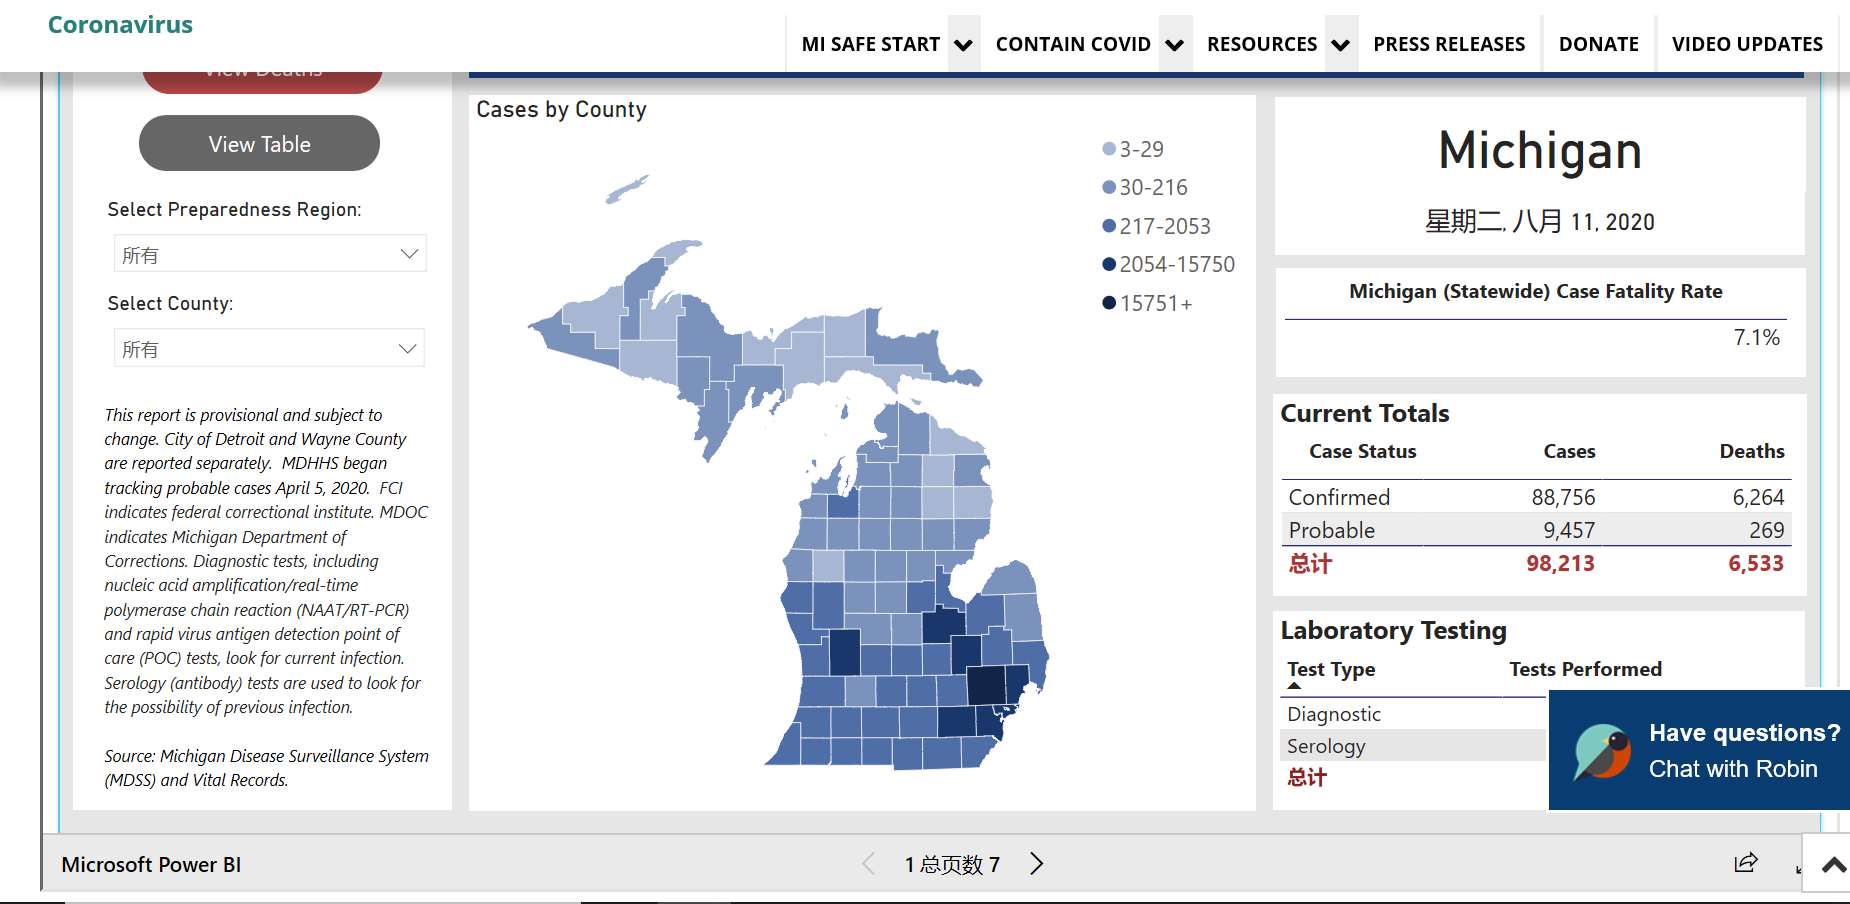 Coronavirus
MI SAFE START
CONTAIN COVID
RESOURCES
PRESS RELEASES
DONATE
VIDEO UPDATES
View Deaths
View Table
Select Preparedness Region:
所有
Select County:
所有
This report is provisional and subject to
change. City of Detroit and Wayne County
are reported separately. MDHHS began
tracking probable cases April 5, 2020. FCI
indicates federal correctional institute. MDOC
indicates Michigan Department of
Corrections. Diagnostic tests, including
nucleic acid amplification/real-time
polymerase chain reaction (NAAT/RT-PCR)
and rapid virus antigen detection point of
care (POC) tests, look for current infection.
Serology (antibody) tests are used to look for
the possibility of previous infection.
Source: Michigan Disease Surveillance System
(MDSS) and Vital Records.
Cases by County
3-29
30-216
217-2053
2054-15750
15751+
Michigan
星期二, 八月 11, 2020
Michigan (Statewide) Case Fatality Rate
7.1%
Current Totals
Case Status Cases Deaths
Confirmed 88,756 6,264
Probable 9,457 269
总计 98,213 6,533
Laboratory Testing
Test Type Tests Performed
Diagnostic
Serology
总计
Have questions?
Chat with Robin
Microsoft Power BI
1 总页数 7